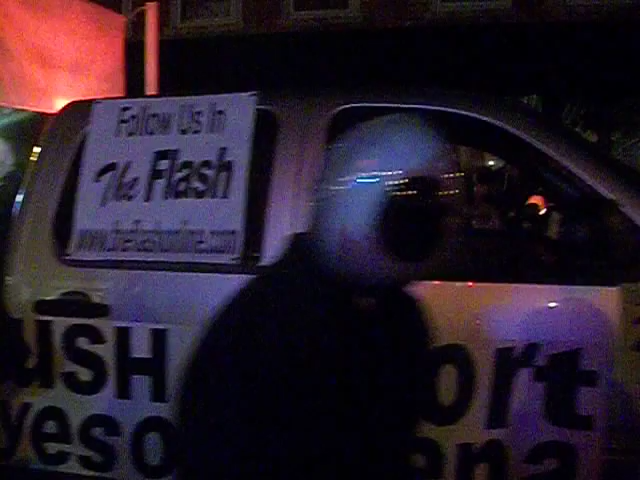 Follow Us In
The Flash
www.theflashonline.com
USH ort
yeso ana